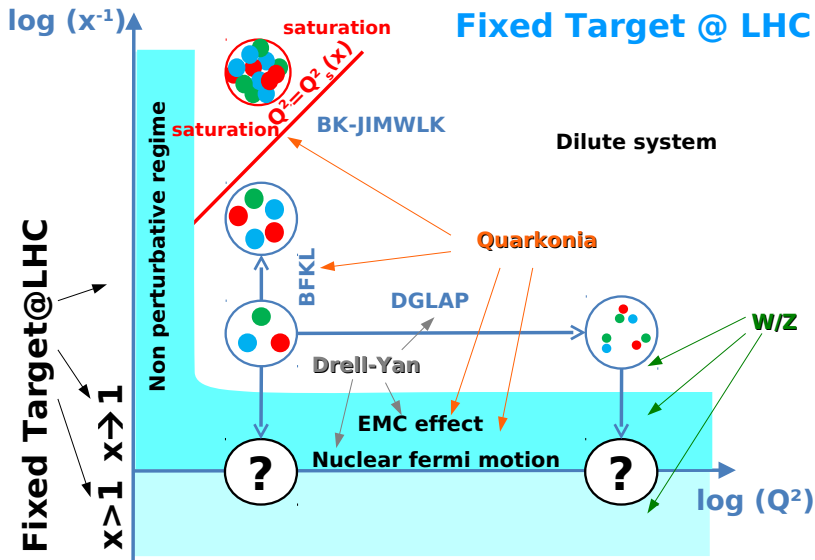 log (x⁻¹)
Fixed Target @ LHC
saturation
Q²=Q²ₛ(x)
saturation
BK-JIMWLK
Dilute system
Non perturbative regime
Quarkonia
BFKL
DGLAP
W/Z
Drell-Yan
EMC effect
Nuclear fermi motion
?
?
log (Q²)
Fixed Target@LHC
x→1
x>1